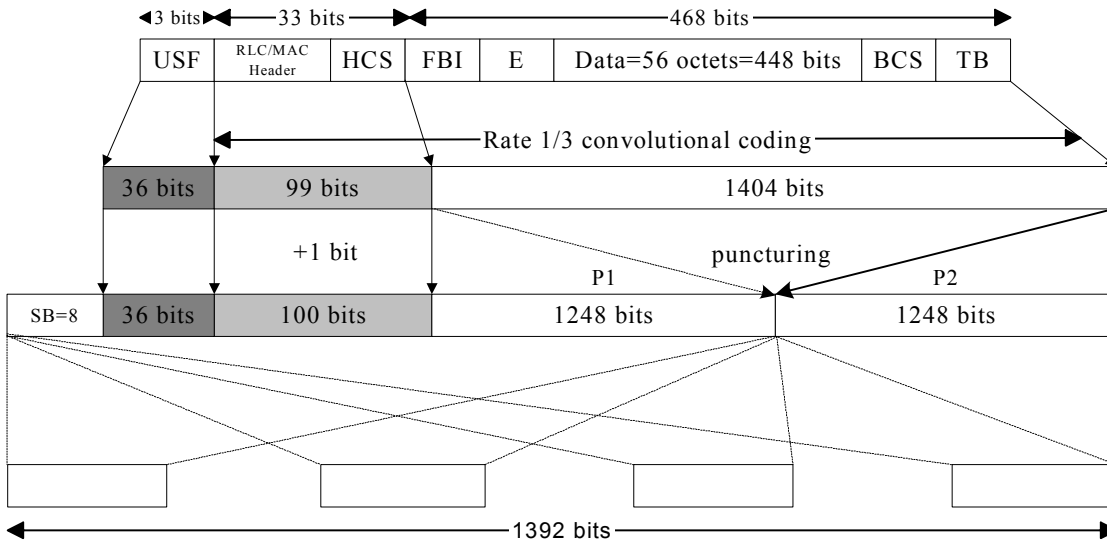 3 bits 33 bits 468 bits
USF RLC/MAC Header HCS FBI E Data=56 octets=448 bits BCS TB
Rate 1/3 convolutional coding
36 bits 99 bits 1404 bits
+1 bit puncturing
P1 P2
SB=8 36 bits 100 bits 1248 bits 1248 bits
1392 bits